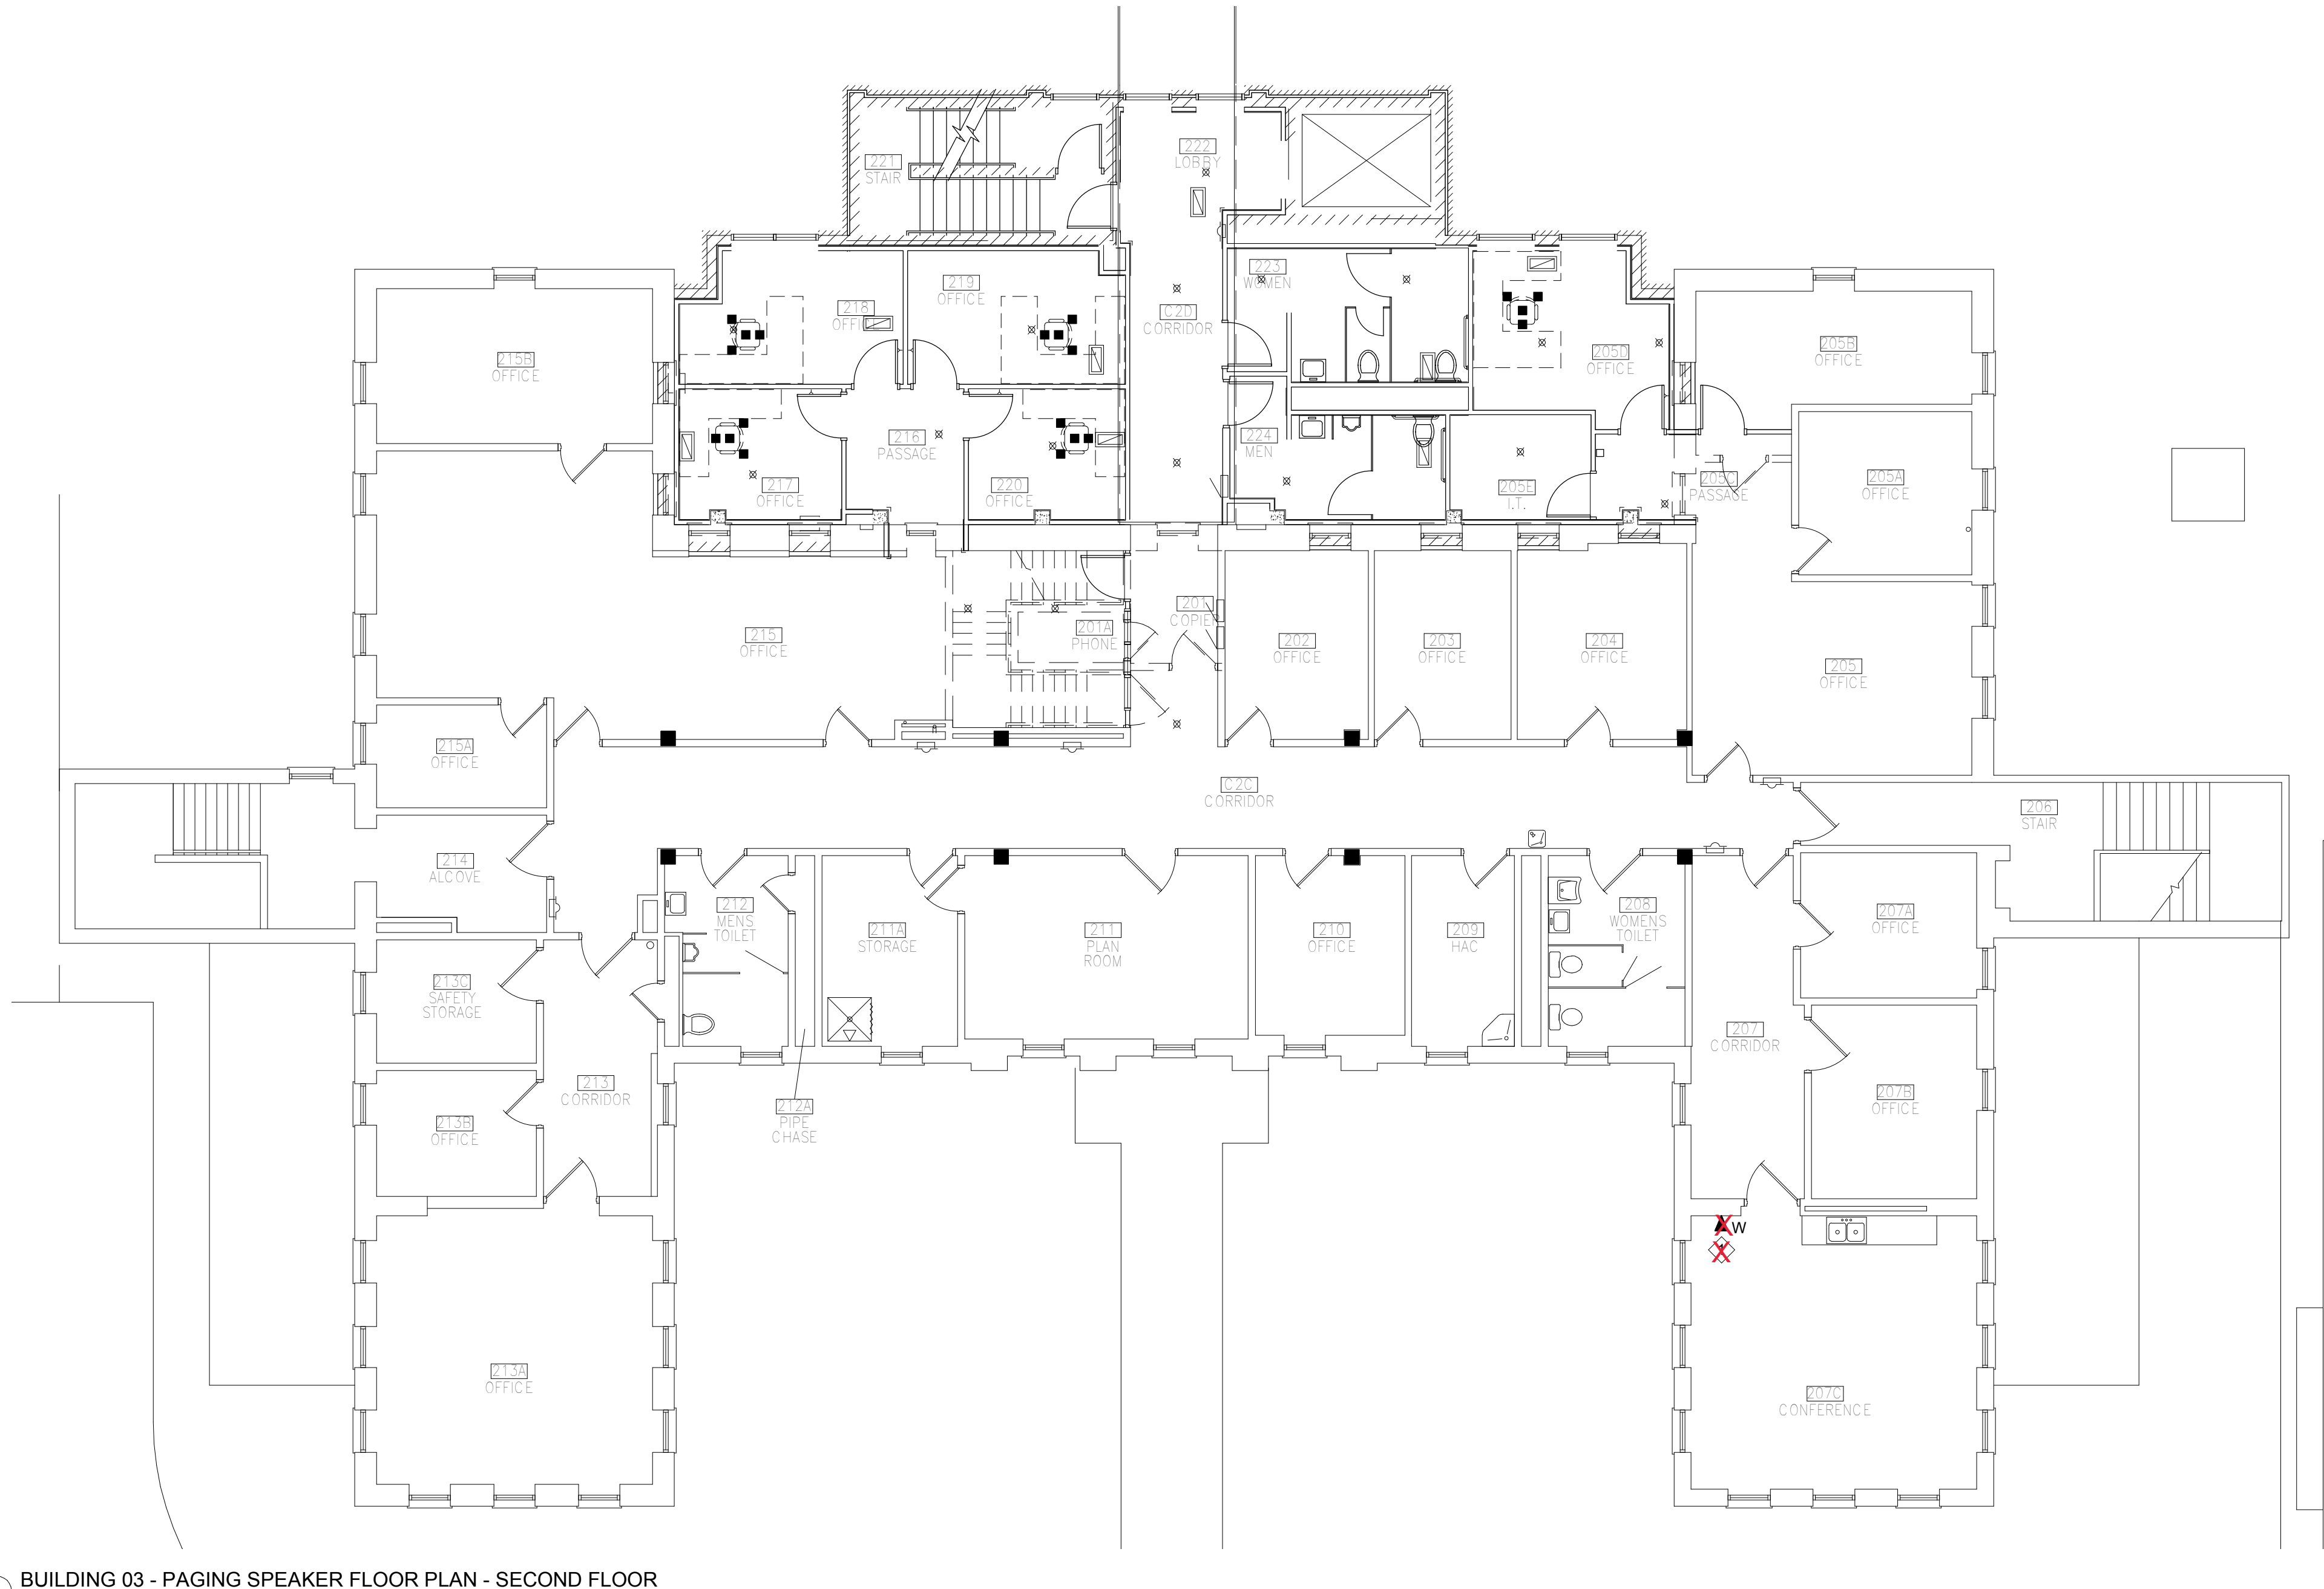 221
STAIR
222
LOBBY
219
OFFICE
218
OFFICE
223
WOMEN
C2D
CORRIDOR
215B
OFFICE
205D
OFFICE
205B
OFFICE
216
PASSAGE
224
MEN
217
OFFICE
220
OFFICE
205E
I.T.
205C
PASSAGE
205A
OFFICE
201
COPIER
201A
PHONE
215
OFFICE
202
OFFICE
203
OFFICE
204
OFFICE
205
OFFICE
215A
OFFICE
C2C
CORRIDOR
206
STAIR
214
ALCOVE
212
MENS
TOILET
211A
STORAGE
211
PLAN
ROOM
210
OFFICE
209
HAC
208
WOMENS
TOILET
207A
OFFICE
213C
SAFETY
STORAGE
207
CORRIDOR
213
CORRIDOR
213B
OFFICE
212A
PIPE
CHASE
207B
OFFICE
W
213A
OFFICE
207C
CONFERENCE
BUILDING 03 - PAGING SPEAKER FLOOR PLAN - SECOND FLOOR